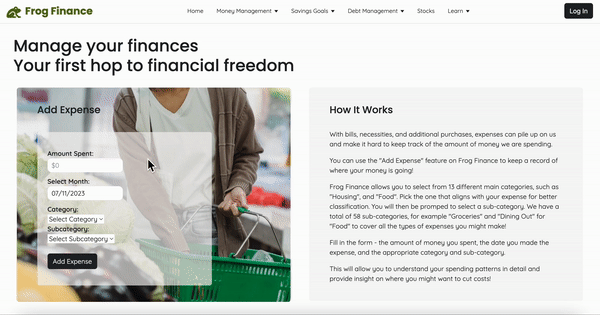 Frog Finance
Home Money Management Savings Goals Debt Management Stocks Learn Log In
Manage your finances
Your first hop to financial freedom
Add Expense
Amount Spent:
$0
Select Month:
07/11/2023
Category:
Select Category
Subcategory:
Select Subcategory
Add Expense
How It Works
With bills, necessities, and additional purchases, expenses can pile up on us
and make it hard to keep track of the amount of money we are spending.
You can use the "Add Expense" feature on Frog Finance to keep a record of
where your money is going!
Frog Finance allows you to select from 13 different main categories, such as
"Housing", and "Food". Pick the one that aligns with your expense for better
classification. You will then be prompted to select a sub-category. We have a
total of 58 sub-categories, for example "Groceries" and "Dining Out" for
"Food" to cover all the types of expenses you might make!
Fill in the form - the amount of money you spent, the date you made the
expense, and the appropriate category and sub-category.
This will allow you to understand your spending patterns in detail and
provide insight on where you might want to cut costs!